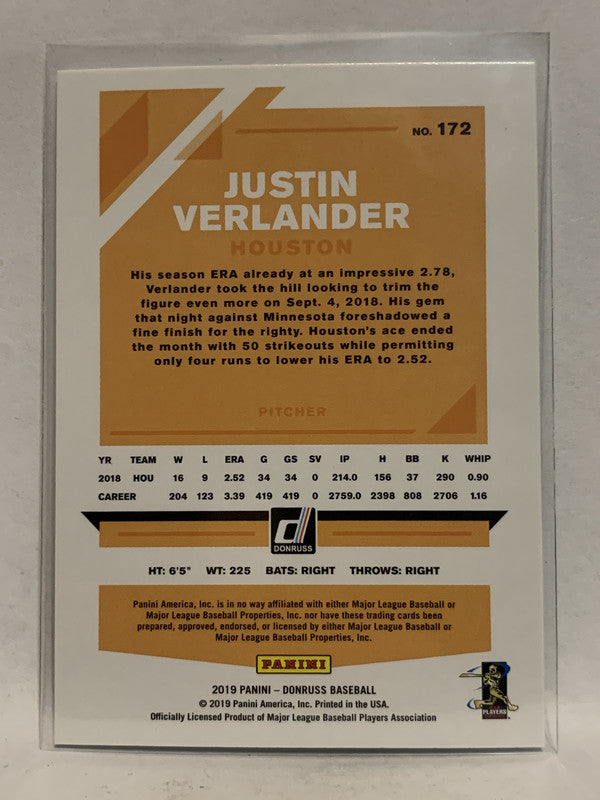 NO. 172
JUSTIN
VERLANDER
HOUSTON
His season ERA already at an impressive 2.78,
Verlander took the hill looking to trim the
figure even more on Sept. 4, 2018. His gem
that night against Minnesota foreshadowed a
fine finish for the righty. Houston's ace ended
the month with 50 strikeouts while permitting
only four runs to lower his ERA to 2.52.
PITCHER
YR TEAM W L ERA G GS SV IP H BB K WHIP
2018 HOU 16 9 2.52 34 34 0 214.0 156 37 290 0.90
CAREER 204 123 3.39 419 419 0 2759.0 2398 808 2706 1.16
d
DONRUSS
HT: 6'5" WT: 225 BATS: RIGHT THROWS: RIGHT
Panini America, Inc. is in no way affiliated with either Major League Baseball or
Major League Baseball Properties, Inc. nor have these trading cards been
prepared, approved, endorsed, or licensed by either Major League Baseball or
Major League Baseball Properties, Inc.
PANINI
2019 PANINI – DONRUSS BASEBALL
© 2019 Panini America, Inc. Printed in the USA.
Officially Licensed Product of Major League Baseball Players Association
PLAYERS